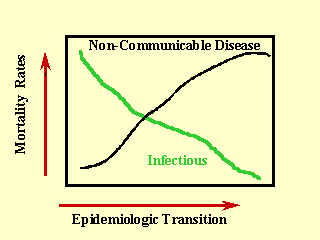 Non-Communicable Disease
Mortality Rates
Infectious
Epidemiologic Transition